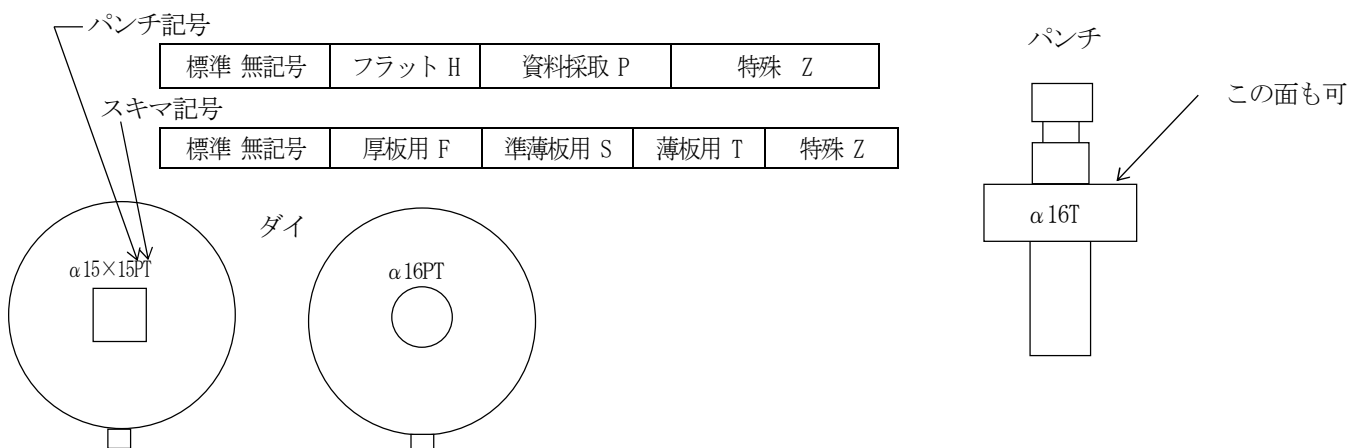 パンチ記号
標準 無記号 フラット H 資料採取 P 特殊 Z
スキマ記号
標準 無記号 厚板用 F 準薄板用 S 薄板用 T 特殊 Z
ダイ
α15×15PT
α16PT
パンチ
この面も可
α16T